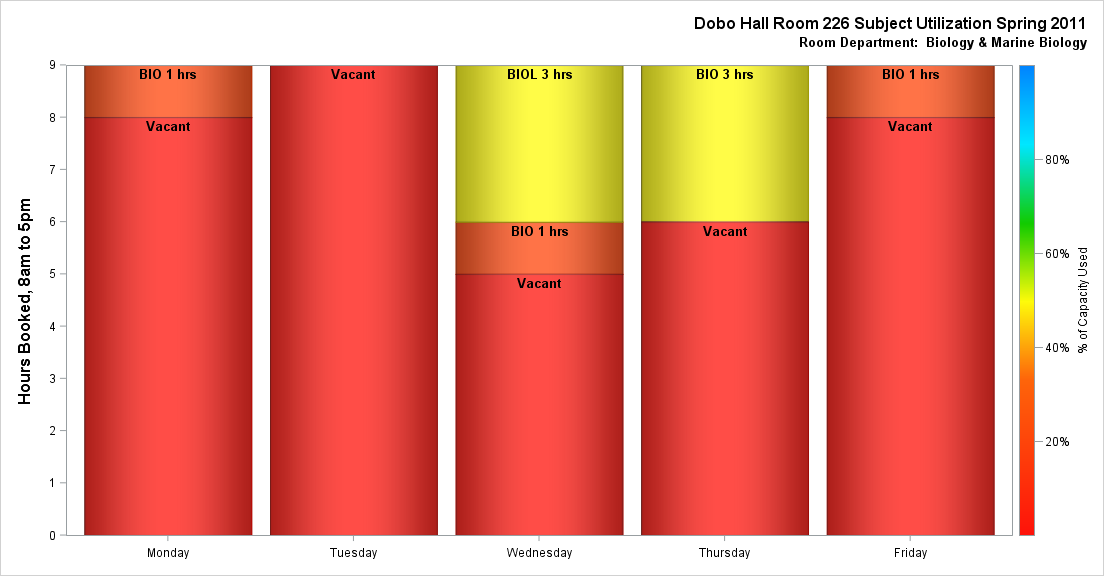 Dobo Hall Room 226 Subject Utilization Spring 2011
Room Department:  Biology & Marine Biology
Hours Booked, 8am to 5pm
9
8
7
6
5
4
3
2
1
0
BIO 1 hrs
Vacant
Vacant
BIOL 3 hrs
BIO 1 hrs
Vacant
BIO 3 hrs
Vacant
BIO 1 hrs
Vacant
Monday
Tuesday
Wednesday
Thursday
Friday
80%
60%
40%
20%
% of Capacity Used